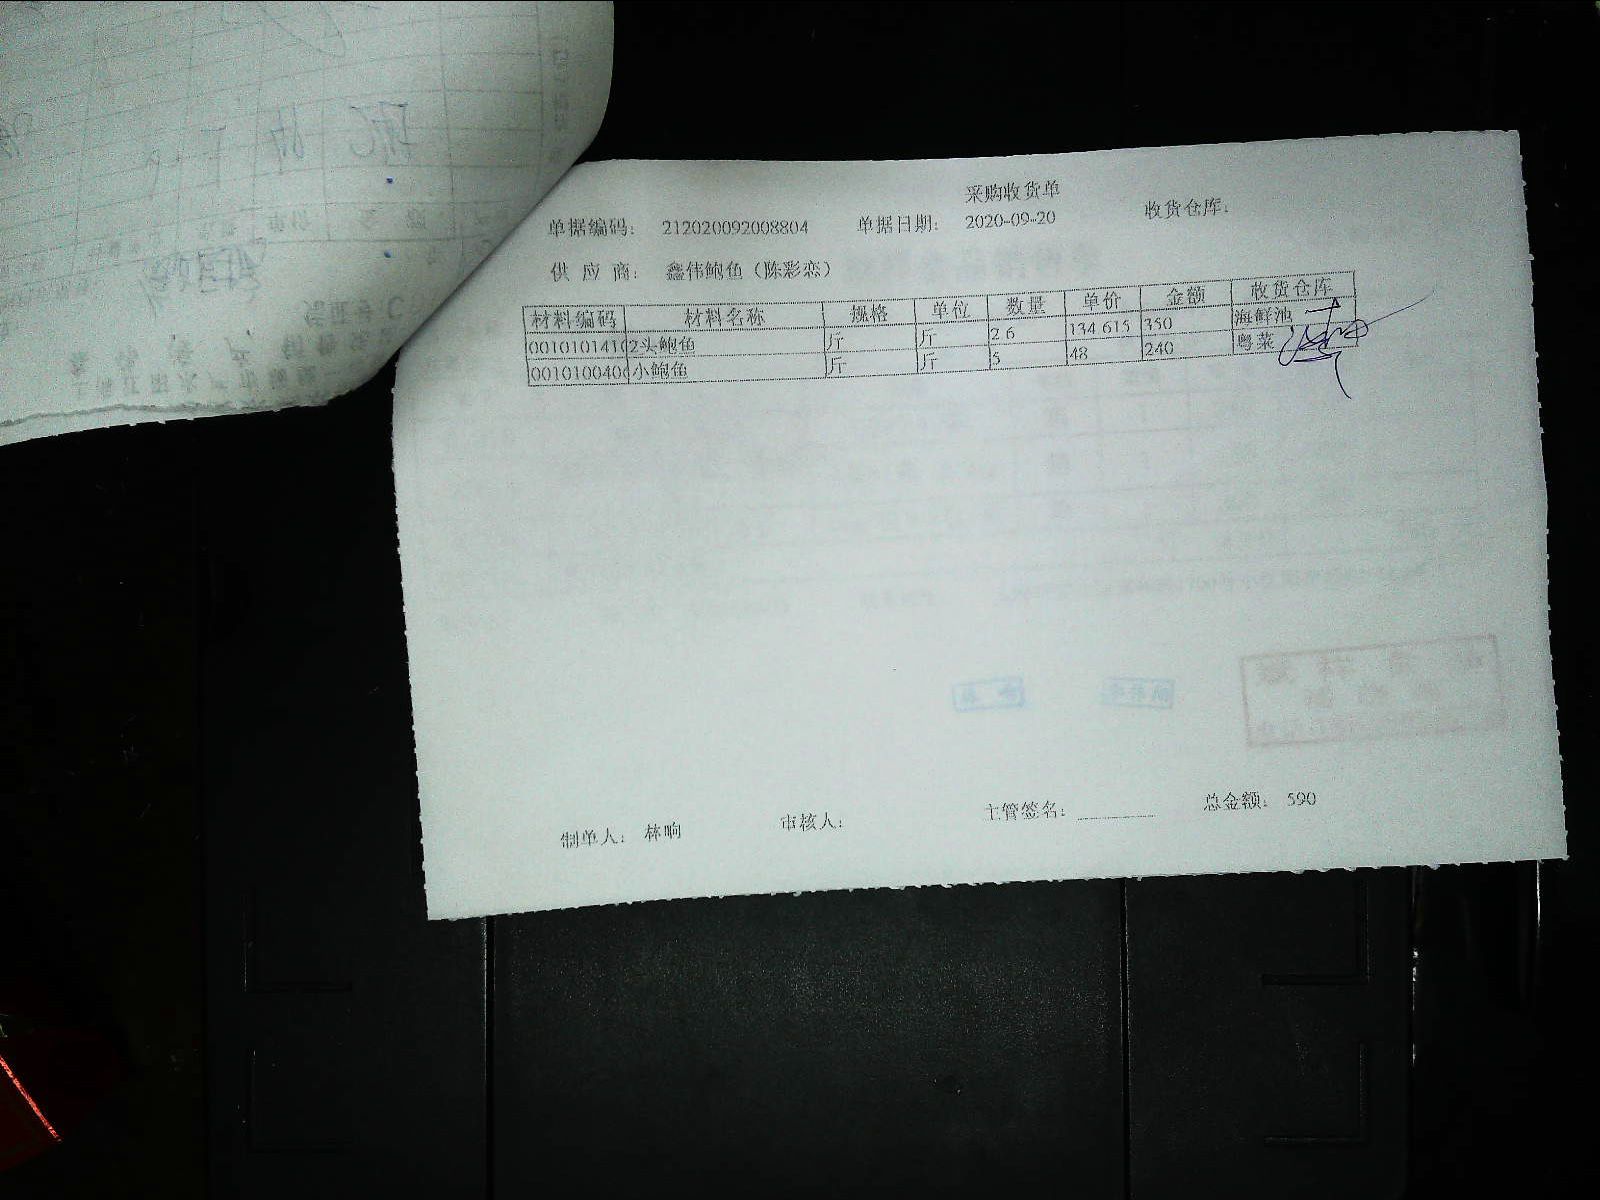 采购收货单
单据编码： 212020092008804 单据日期： 2020-09-20 收货仓库：
供 应 商： 鑫伟鲍鱼（陈彩恋）
材料编码 材料名称 规格 单位 数量 单价 金额 收货仓库
0010101410 2头鲍鱼 斤 斤 2.6 134.615 350 海鲜池
001010040 小鲍鱼 斤 斤 5 48 240 粤菜
制单人： 林响 审核人： 主管签名： 总金额： 590